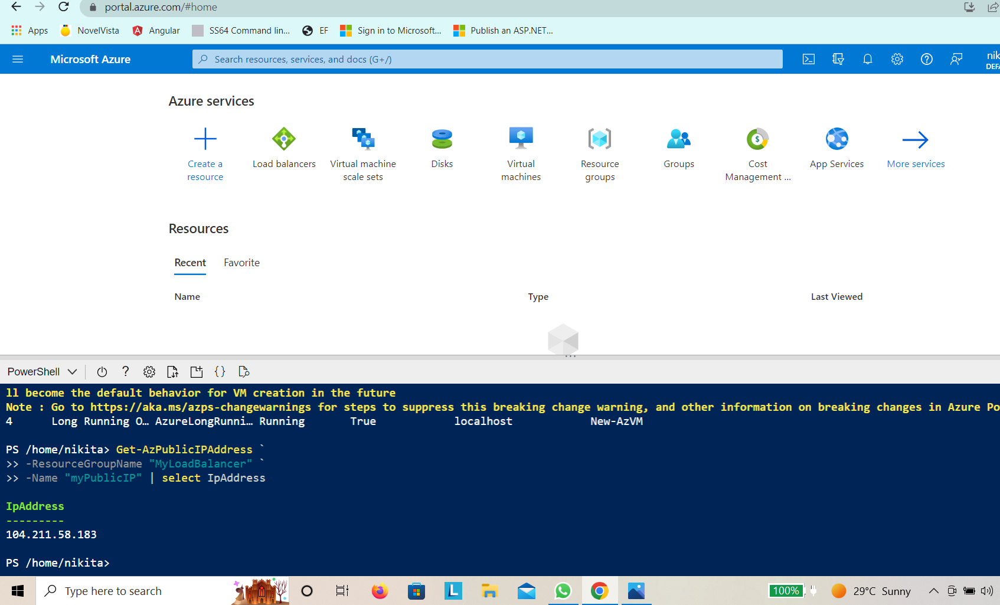 portal.azure.com/#home
Apps NovelVista Angular SS64 Command lin... EF Sign in to Microsoft... Publish an ASP.NET...
Microsoft Azure Search resources, services, and docs (G+/) nik
DEFA
Azure services
Create a resource
Load balancers
Virtual machine scale sets
Disks
Virtual machines
Resource groups
Groups
Cost Management ...
App Services
More services
Resources
Recent Favorite
Name Type Last Viewed
PowerShell
ll become the default behavior for VM creation in the future
Note : Go to https://aka.ms/azps-changewarnings for steps to suppress this breaking change warning, and other information on breaking changes in Azure Po
4 Long Running O… AzureLongRunni… Running True localhost New-AzVM
PS /home/nikita> Get-AzPublicIPAddress `
>> -ResourceGroupName "MyLoadBalancer" `
>> -Name "myPublicIP" | select IpAddress
IpAddress
---------
104.211.58.183
PS /home/nikita>
Type here to search 100% 29°C Sunny